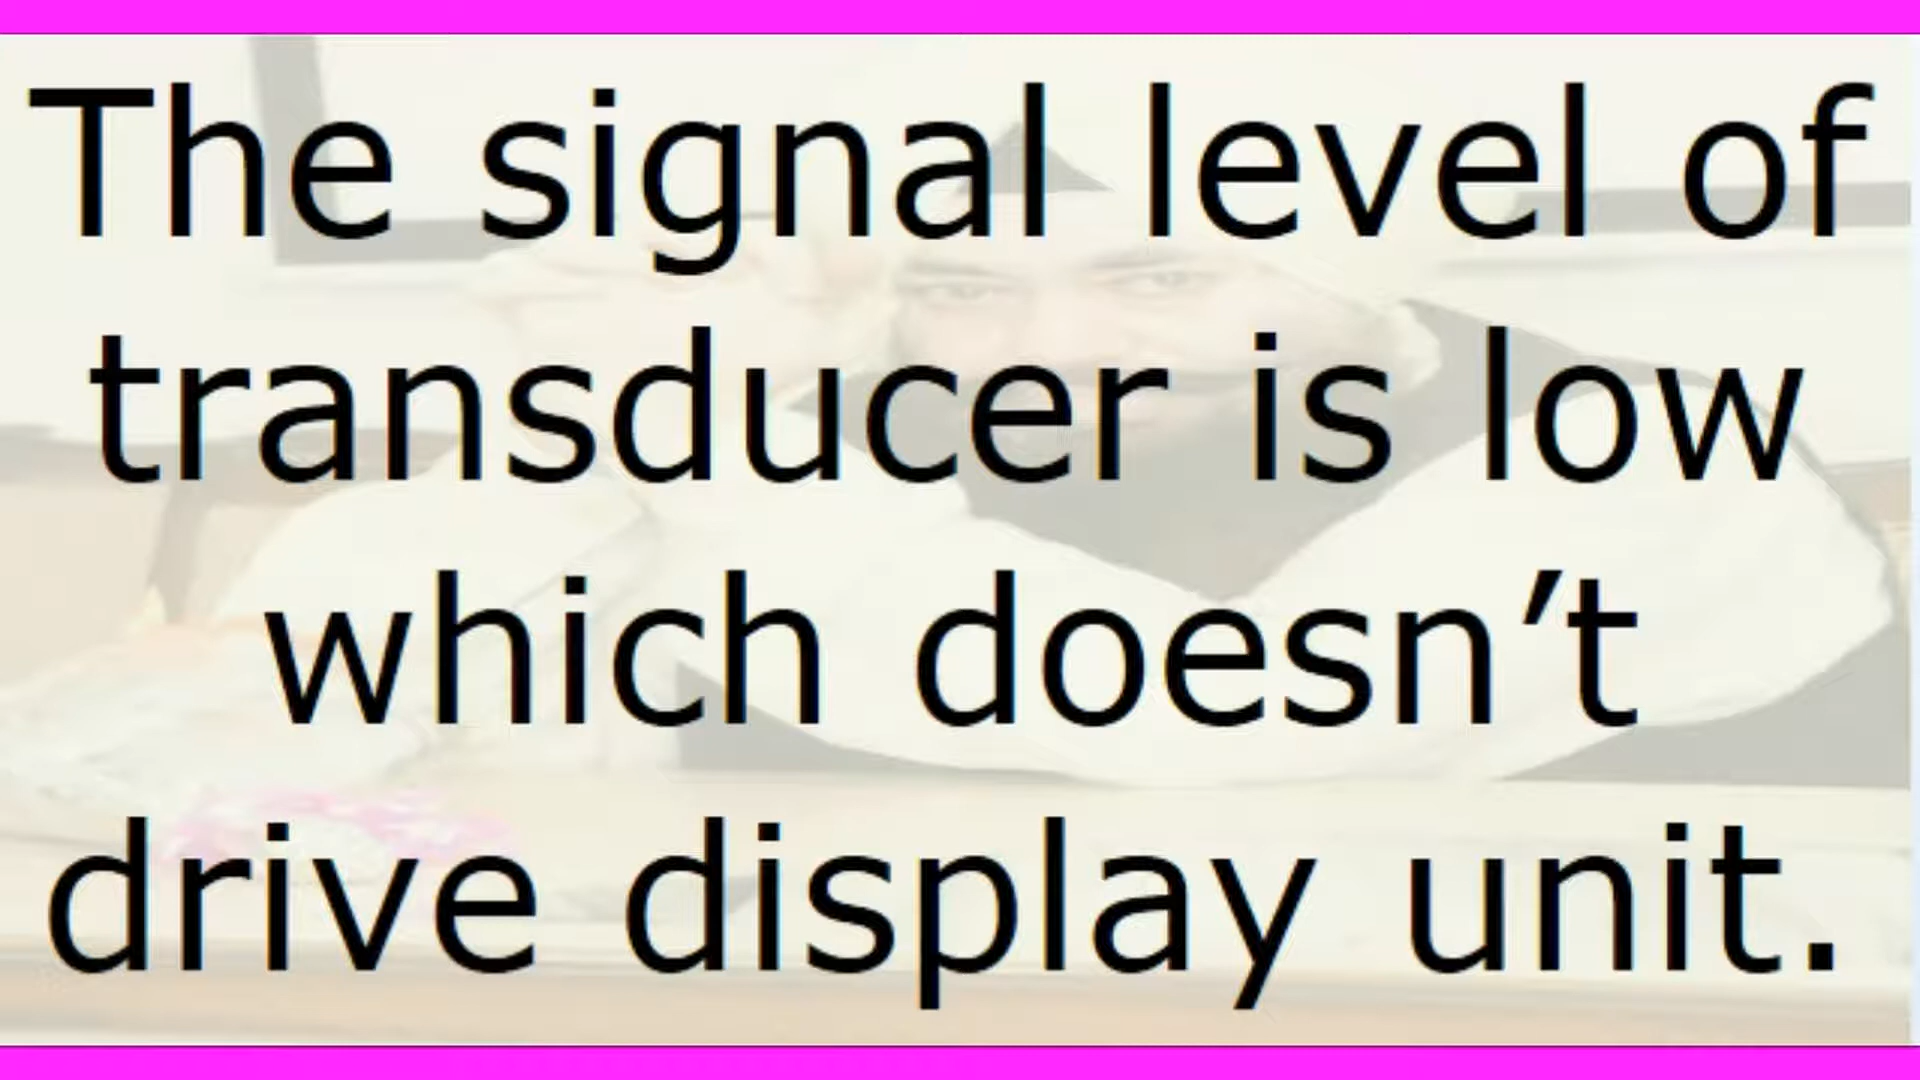 The signal level of
transducer is low
which doesn’t
drive display unit.